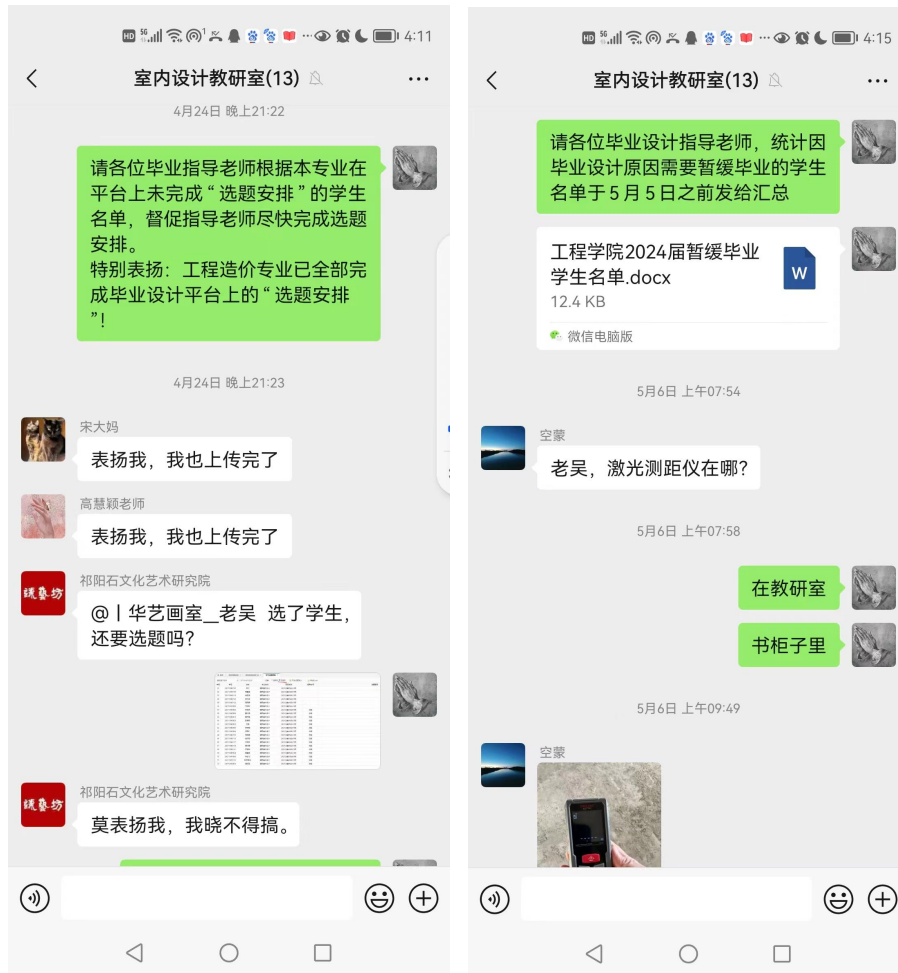 HD 5G 4:11
室内设计教研室(13)
4月24日 晚上21:22
请各位毕业指导老师根据本专业在
平台上未完成“选题安排”的学生
名单，督促指导老师尽快完成选题
安排。
特别表扬：工程造价专业已全部完
成毕业设计平台上的“选题安排
”！
4月24日 晚上21:23
宋大妈
表扬我，我也上传完了
高慧颖老师
表扬我，我也上传完了
祁阳石文化艺术研究院
@丨华艺画室__老吴 选了学生，
还要选题吗?
祁阳石文化艺术研究院
莫表扬我，我晓不得搞。
HD 5G 4:15
室内设计教研室(13)
请各位毕业设计指导老师，统计因
毕业设计原因需要暂缓毕业的学生
名单于5月5日之前发给汇总
工程学院2024届暂缓毕业
学生名单.docx
W
12.4 KB
微信电脑版
5月6日 上午07:54
空蒙
老吴，激光测距仪在哪?
5月6日 上午07:58
在教研室
书柜子里
5月6日 上午09:49
空蒙